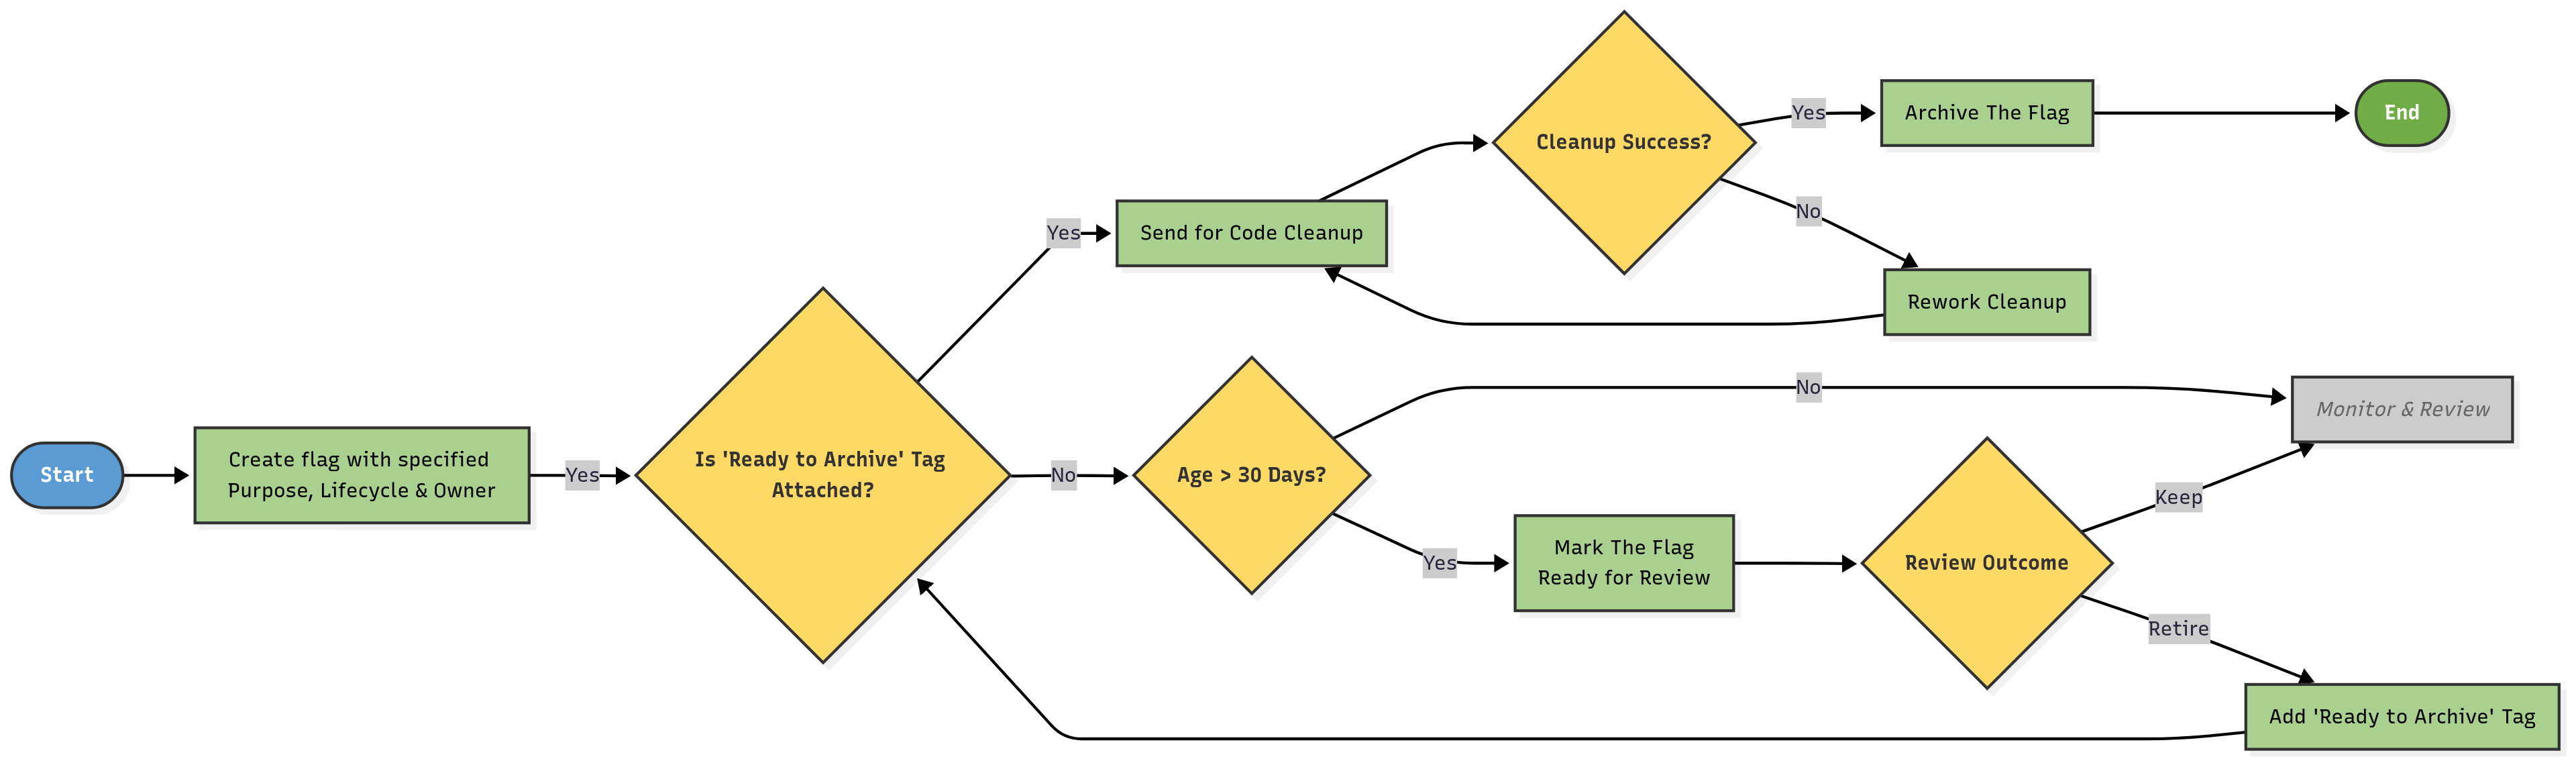 Start
Create flag with specified
Purpose, Lifecycle & Owner
Yes
Is 'Ready to Archive' Tag
Attached?
Yes
Send for Code Cleanup
Cleanup Success?
Yes
Archive The Flag
End
No
Rework Cleanup
No
Age > 30 Days?
No
Monitor & Review
Yes
Mark The Flag
Ready for Review
Review Outcome
Keep
Retire
Add 'Ready to Archive' Tag